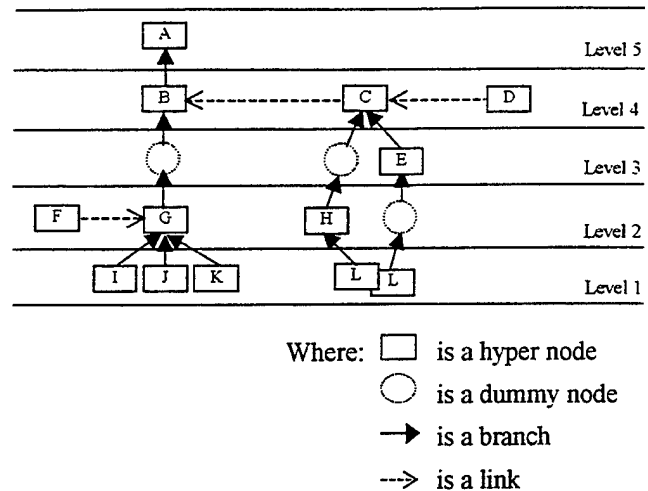 A
Level 5
B C D
Level 4
E
Level 3
F G H
Level 2
I J K L L
Level 1
Where: is a hyper node
is a dummy node
is a branch
is a link